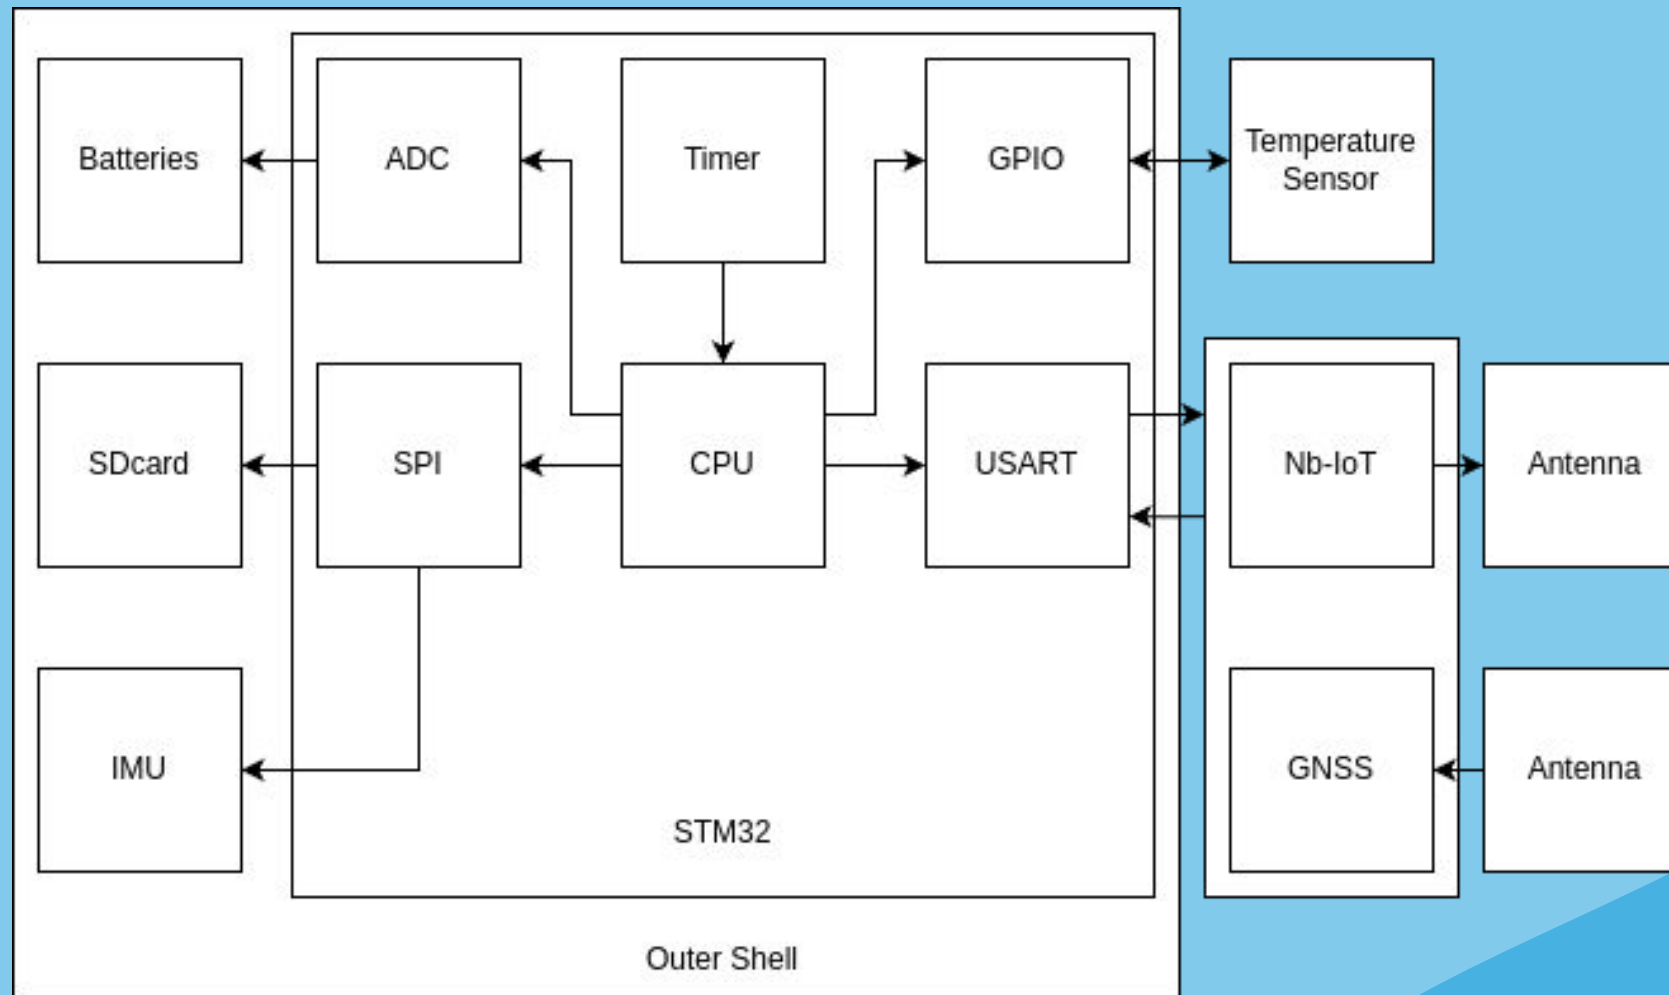 Batteries
ADC
Timer
GPIO
Temperature
Sensor
SDcard
SPI
CPU
USART
Nb-IoT
Antenna
IMU
GNSS
Antenna
STM32
Outer Shell